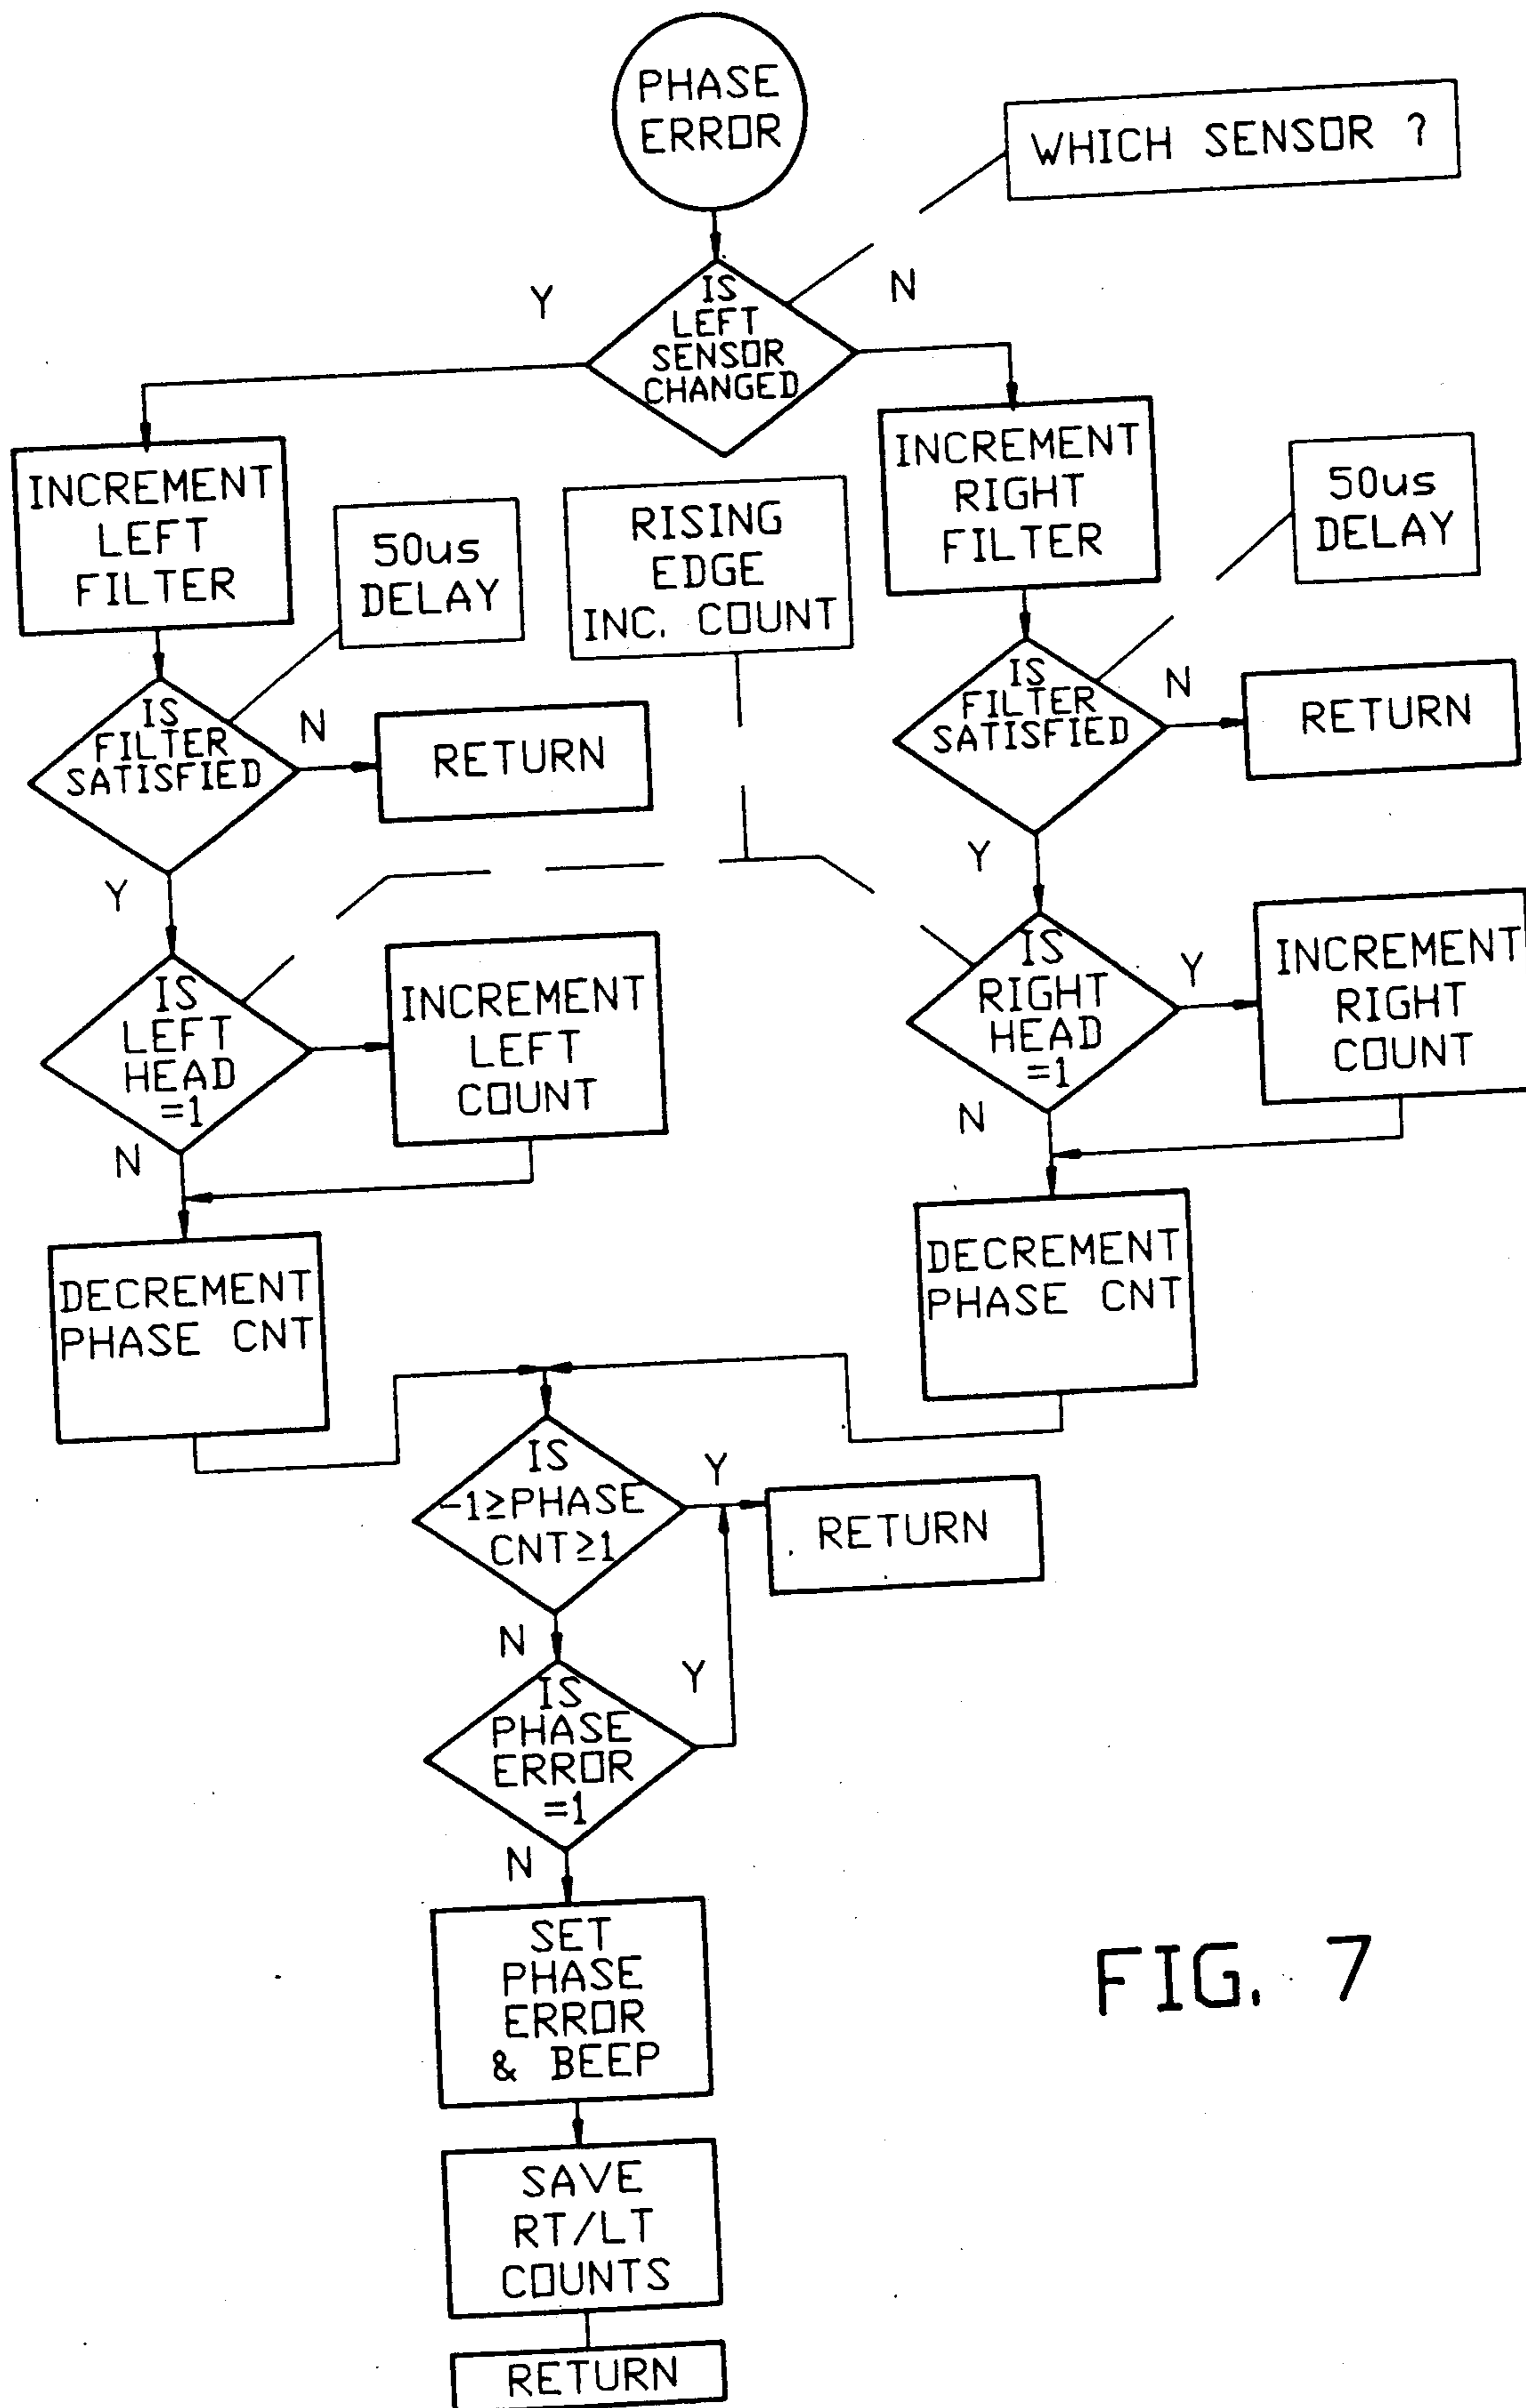 PHASE
ERROR
WHICH SENSOR ?
Y
N
IS
LEFT
SENSOR
CHANGED
INCREMENT
LEFT
FILTER
50us
DELAY
RISING
EDGE
INC. COUNT
INCREMENT
RIGHT
FILTER
50us
DELAY
IS
FILTER
SATISFIED
N
RETURN
IS
FILTER
SATISFIED
N
RETURN
Y
Y
IS
LEFT
HEAD
=1
INCREMENT
LEFT
COUNT
IS
RIGHT
HEAD
=1
Y
INCREMENT
RIGHT
COUNT
N
N
DECREMENT
PHASE CNT
DECREMENT
PHASE CNT
IS
-1≥PHASE
CNT≥1
Y
RETURN
N
IS
PHASE
ERROR
=1
Y
N
SET
PHASE
ERROR
& BEEP
SAVE
RT/LT
COUNTS
RETURN
FIG. 7